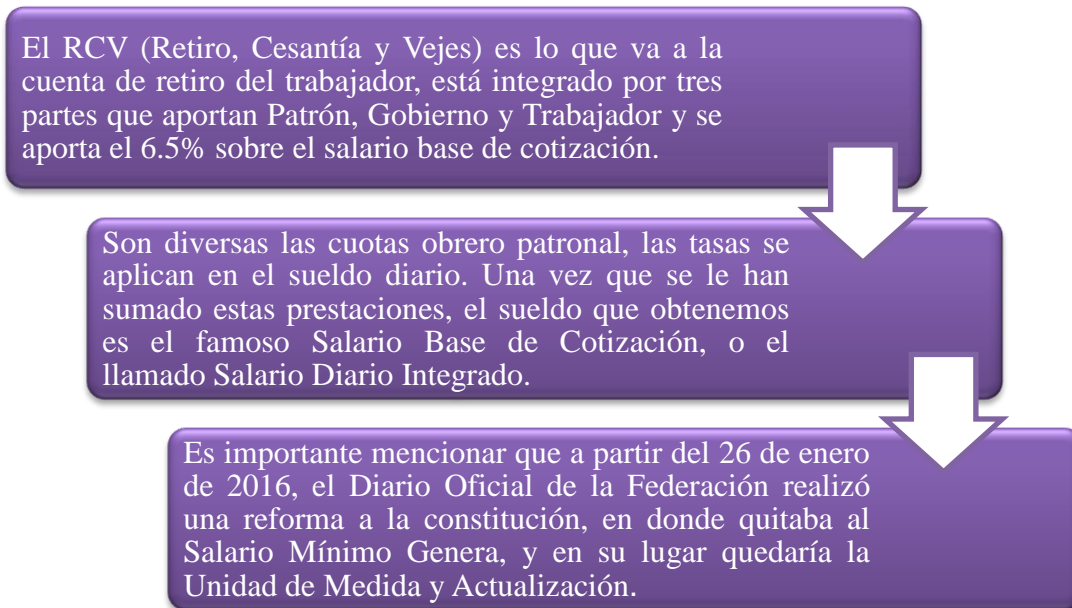 El RCV (Retiro, Cesantía y Vejes) es lo que va a la
cuenta de retiro del trabajador, está integrado por tres
partes que aportan Patrón, Gobierno y Trabajador y se
aporta el 6.5% sobre el salario base de cotización.
Son diversas las cuotas obrero patronal, las tasas se
aplican en el sueldo diario. Una vez que se le han
sumado estas prestaciones, el sueldo que obtenemos
es el famoso Salario Base de Cotización, o el
llamado Salario Diario Integrado.
Es importante mencionar que a partir del 26 de enero
de 2016, el Diario Oficial de la Federación realizó
una reforma a la constitución, en donde quitaba al
Salario Mínimo Genera, y en su lugar quedaría la
Unidad de Medida y Actualización.